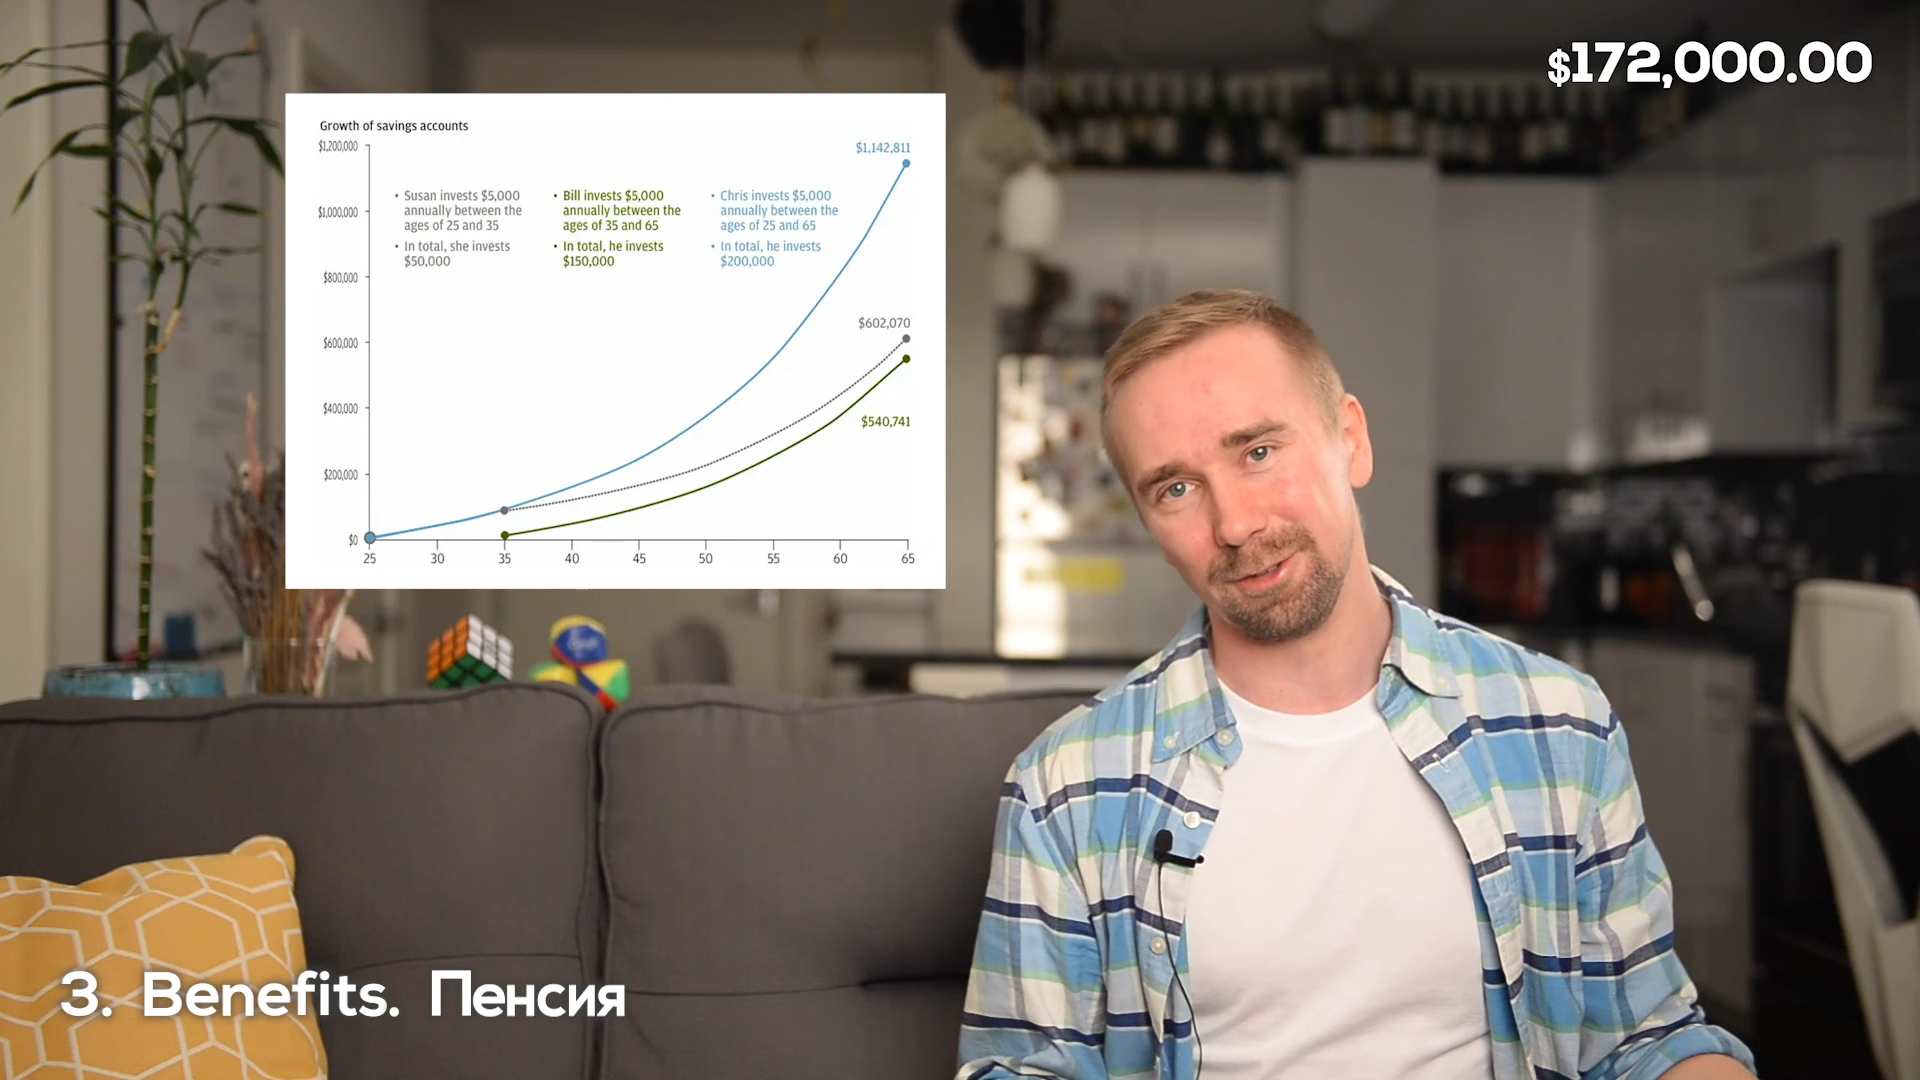 $172,000.00
Growth of savings accounts
$1,200,000
$1,000,000
$800,000
$600,000
$400,000
$200,000
$0
• Susan invests $5,000
annually between the
ages of 25 and 35
• In total, she invests
$50,000
• Bill invests $5,000
annually between the
ages of 35 and 65
• In total, he invests
$150,000
• Chris invests $5,000
annually between the
ages of 25 and 65
• In total, he invests
$200,000
$1,142,811
$602,070
$540,741
25 30 35 40 45 50 55 60 65
3. Benefits. Пенсия